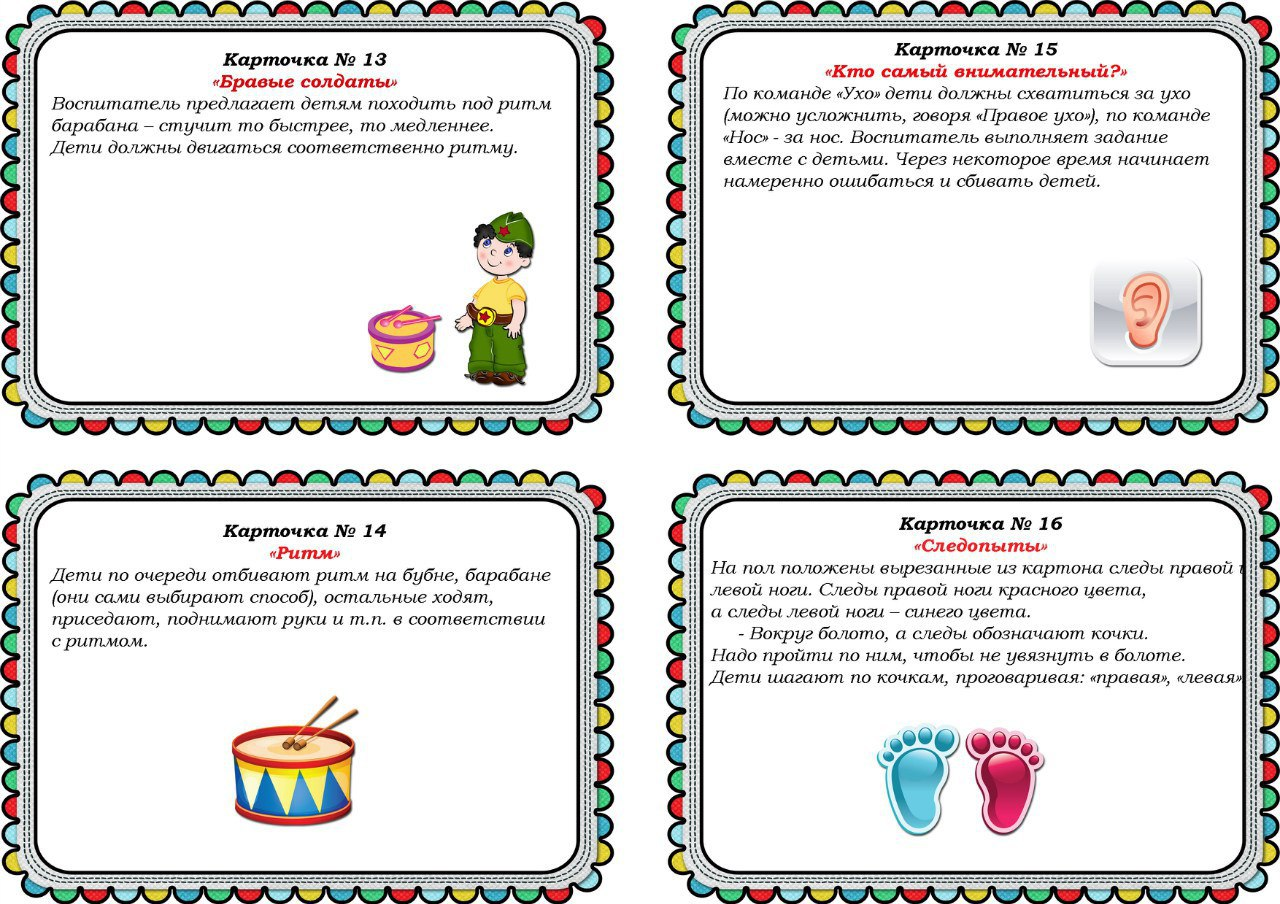 Карточка № 13
«Бравые солдаты»
Воспитатель предлагает детям походить под ритм
барабана – стучит то быстрее, то медленнее.
Дети должны двигаться соответственно ритму.
Карточка № 15
«Кто самый внимательный?»
По команде «Ухо» дети должны схватиться за ухо
(можно усложнить, говоря «Правое ухо»), по команде
«Нос» - за нос. Воспитатель выполняет задание
вместе с детьми. Через некоторое время начинает
намеренно ошибаться и сбивать детей.
Карточка № 14
«Ритм»
Дети по очереди отбивают ритм на бубне, барабане
(они сами выбирают способ), остальные ходят,
приседают, поднимают руки и т.п. в соответствии
с ритмом.
Карточка № 16
«Следопыты»
На пол положены вырезанные из картона следы правой
левой ноги. Следы правой ноги красного цвета,
а следы левой ноги – синего цвета.
- Вокруг болото, а следы обозначают кочки.
Надо пройти по ним, чтобы не увязнуть в болоте.
Дети шагают по кочкам, проговаривая: «правая», «левая»